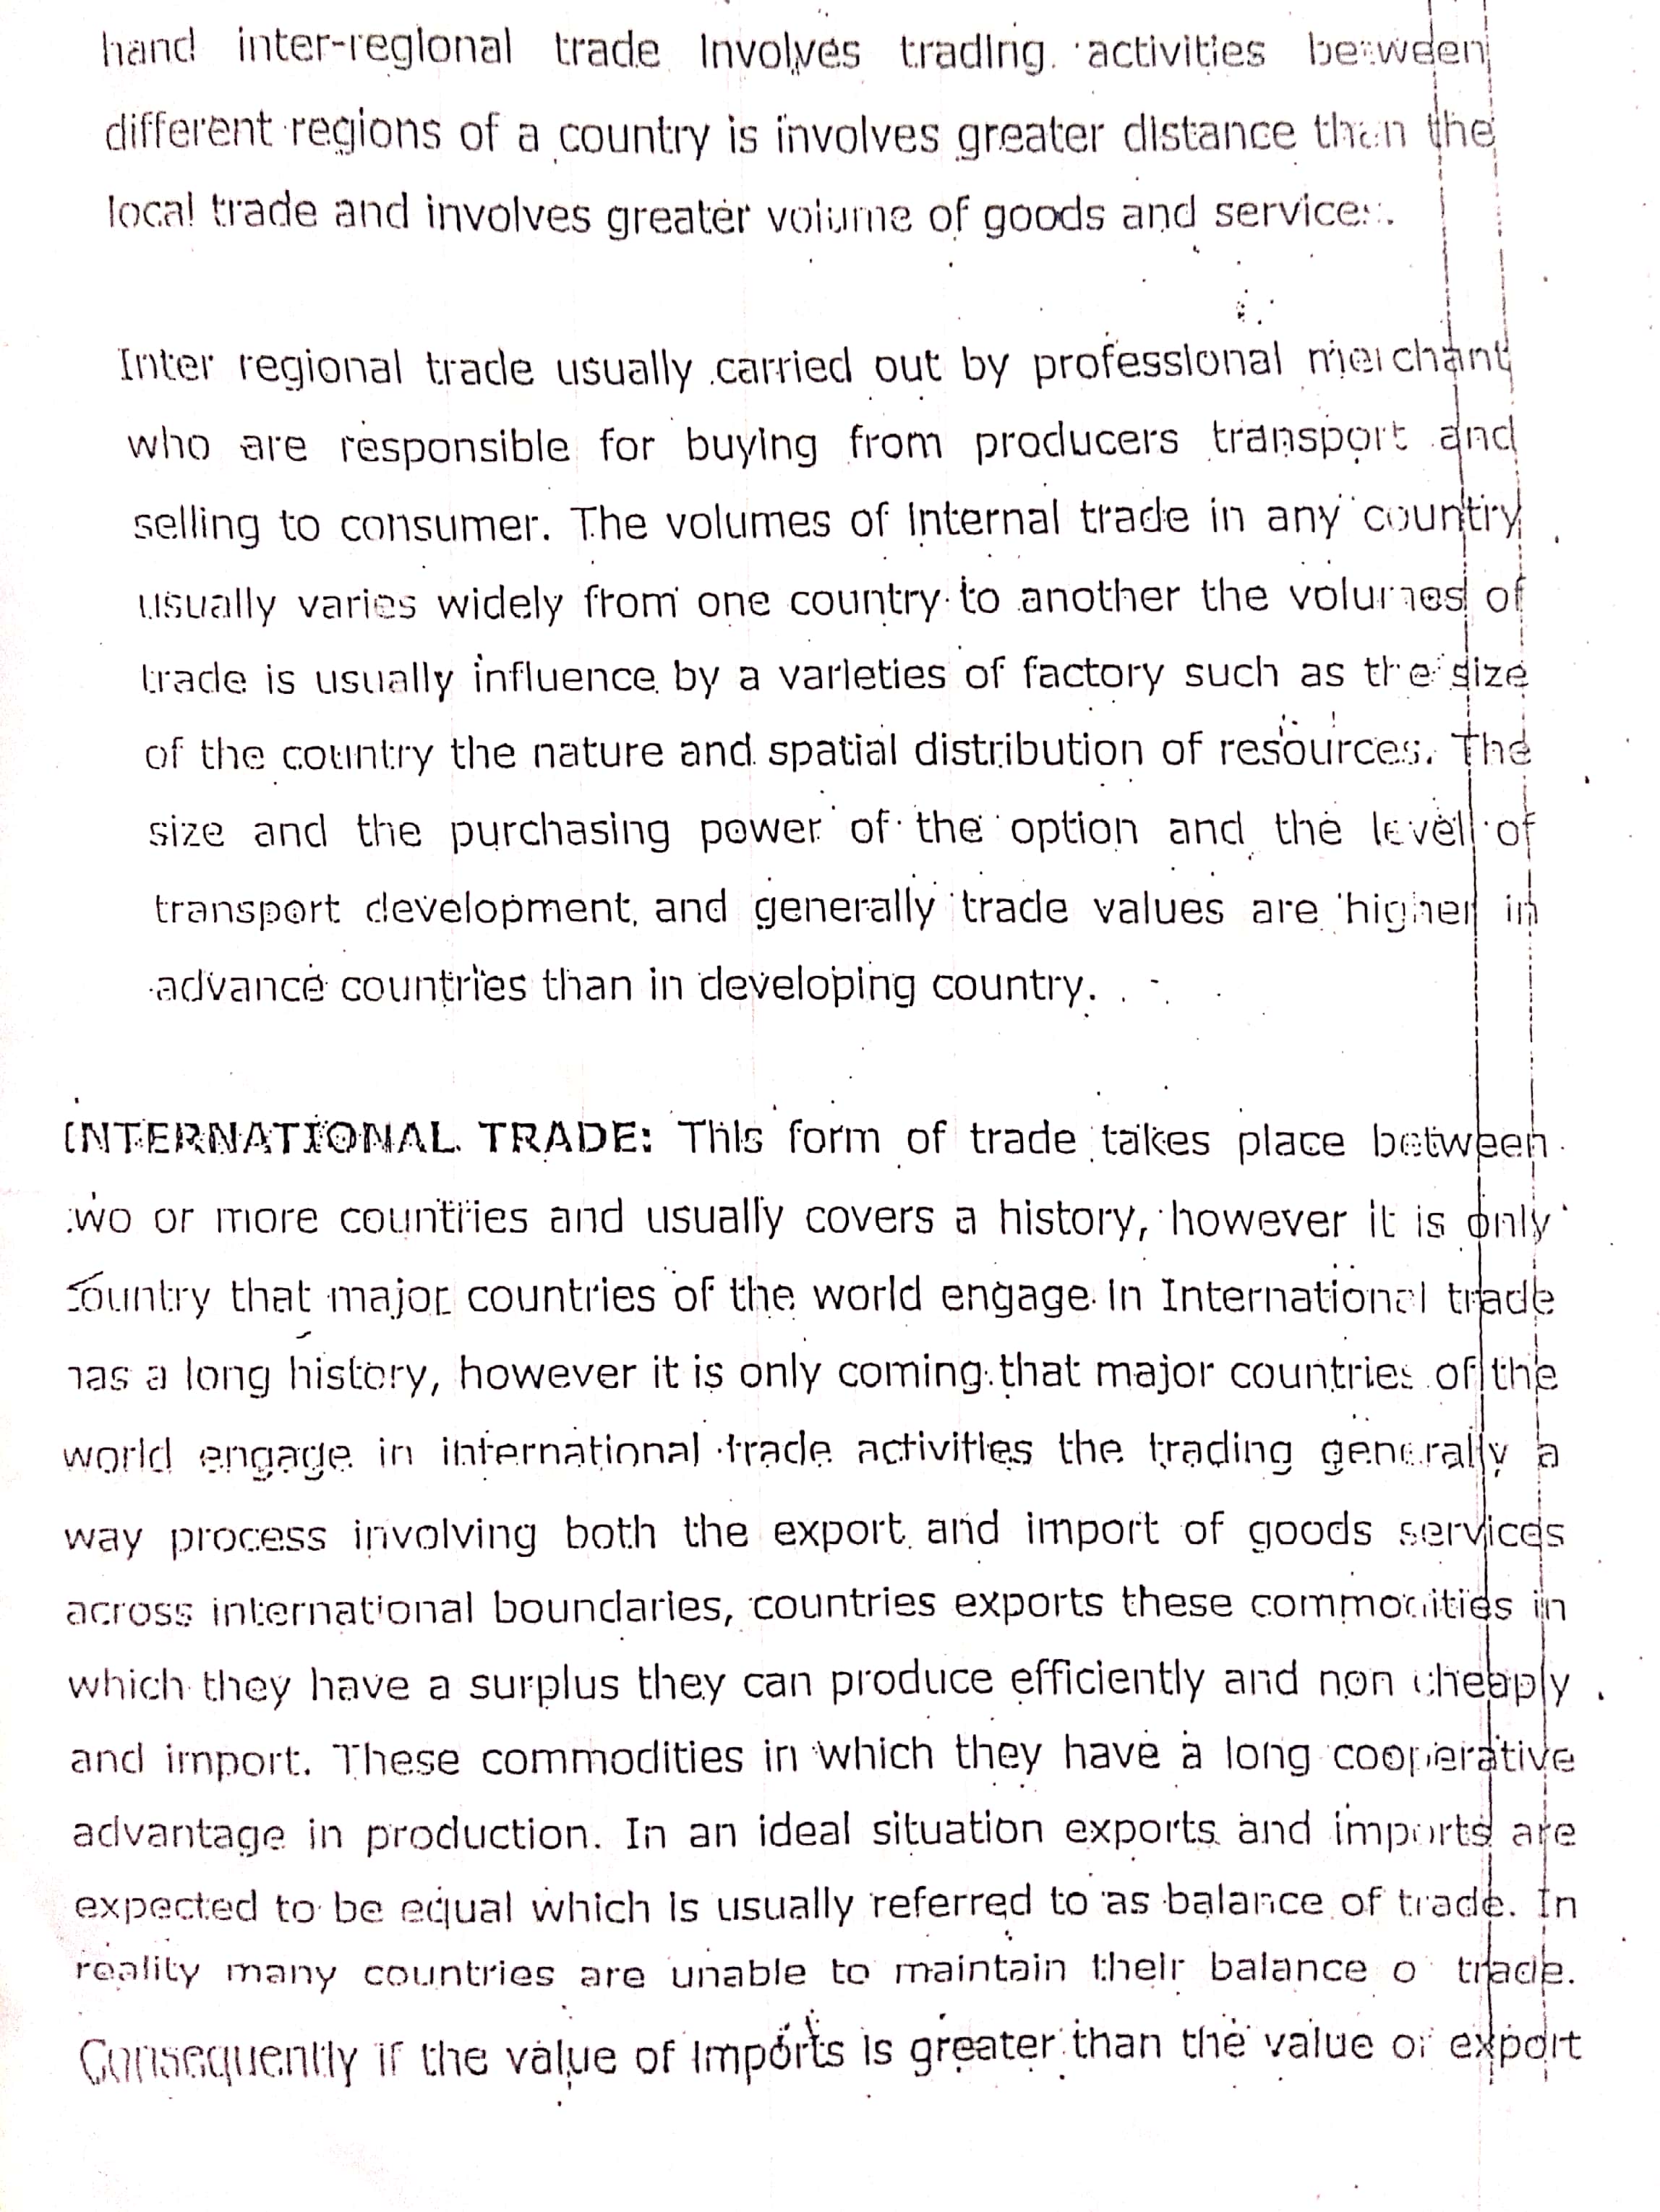 hand inter-regional trade involves trading activities between
different regions of a country is involves greater distance than the
local trade and involves greater volume of goods and services.
Inter regional trade usually carried out by professional merchant
who are responsible for buying from producers transport and
selling to consumer. The volumes of internal trade in any country
usually varies widely from one country to another the volumes of
trade is usually influence by a varieties of factory such as the size
of the country the nature and spatial distribution of resources. The
size and the purchasing power of the option and the level of
transport development, and generally trade values are higher in
advance countries than in developing country.
INTERNATIONAL TRADE: This form of trade takes place between
two or more countries and usually covers a history, however it is only
country that major countries of the world engage in International trade
has a long history, however it is only coming that major countries of the
world engage in international trade activities the trading generally a
way process involving both the export and import of goods services
across international boundaries, countries exports these commodities in
which they have a surplus they can produce efficiently and non cheaply
and import. These commodities in which they have a long cooperative
advantage in production. In an ideal situation exports and imports are
expected to be equal which is usually referred to as balance of trade. In
reality many countries are unable to maintain their balance o trade.
Consequently if the value of imports is greater than the value of export